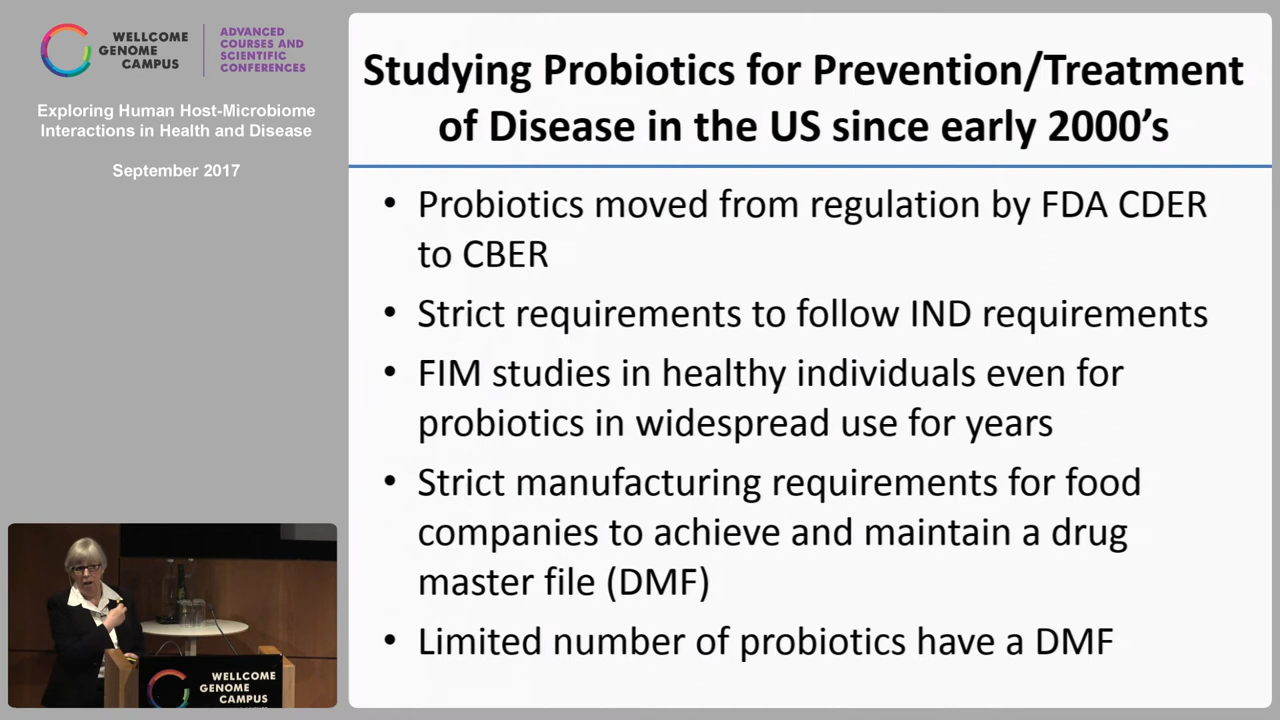 WELLCOME
GENOME
CAMPUS
ADVANCED
COURSES AND
SCIENTIFIC
CONFERENCES
Exploring Human Host-Microbiome
Interactions in Health and Disease
September 2017
Studying Probiotics for Prevention/Treatment
of Disease in the US since early 2000’s
• Probiotics moved from regulation by FDA CDER
to CBER
• Strict requirements to follow IND requirements
• FIM studies in healthy individuals even for
probiotics in widespread use for years
• Strict manufacturing requirements for food
companies to achieve and maintain a drug
master file (DMF)
• Limited number of probiotics have a DMF
WELLCOME
GENOME
CAMPUS